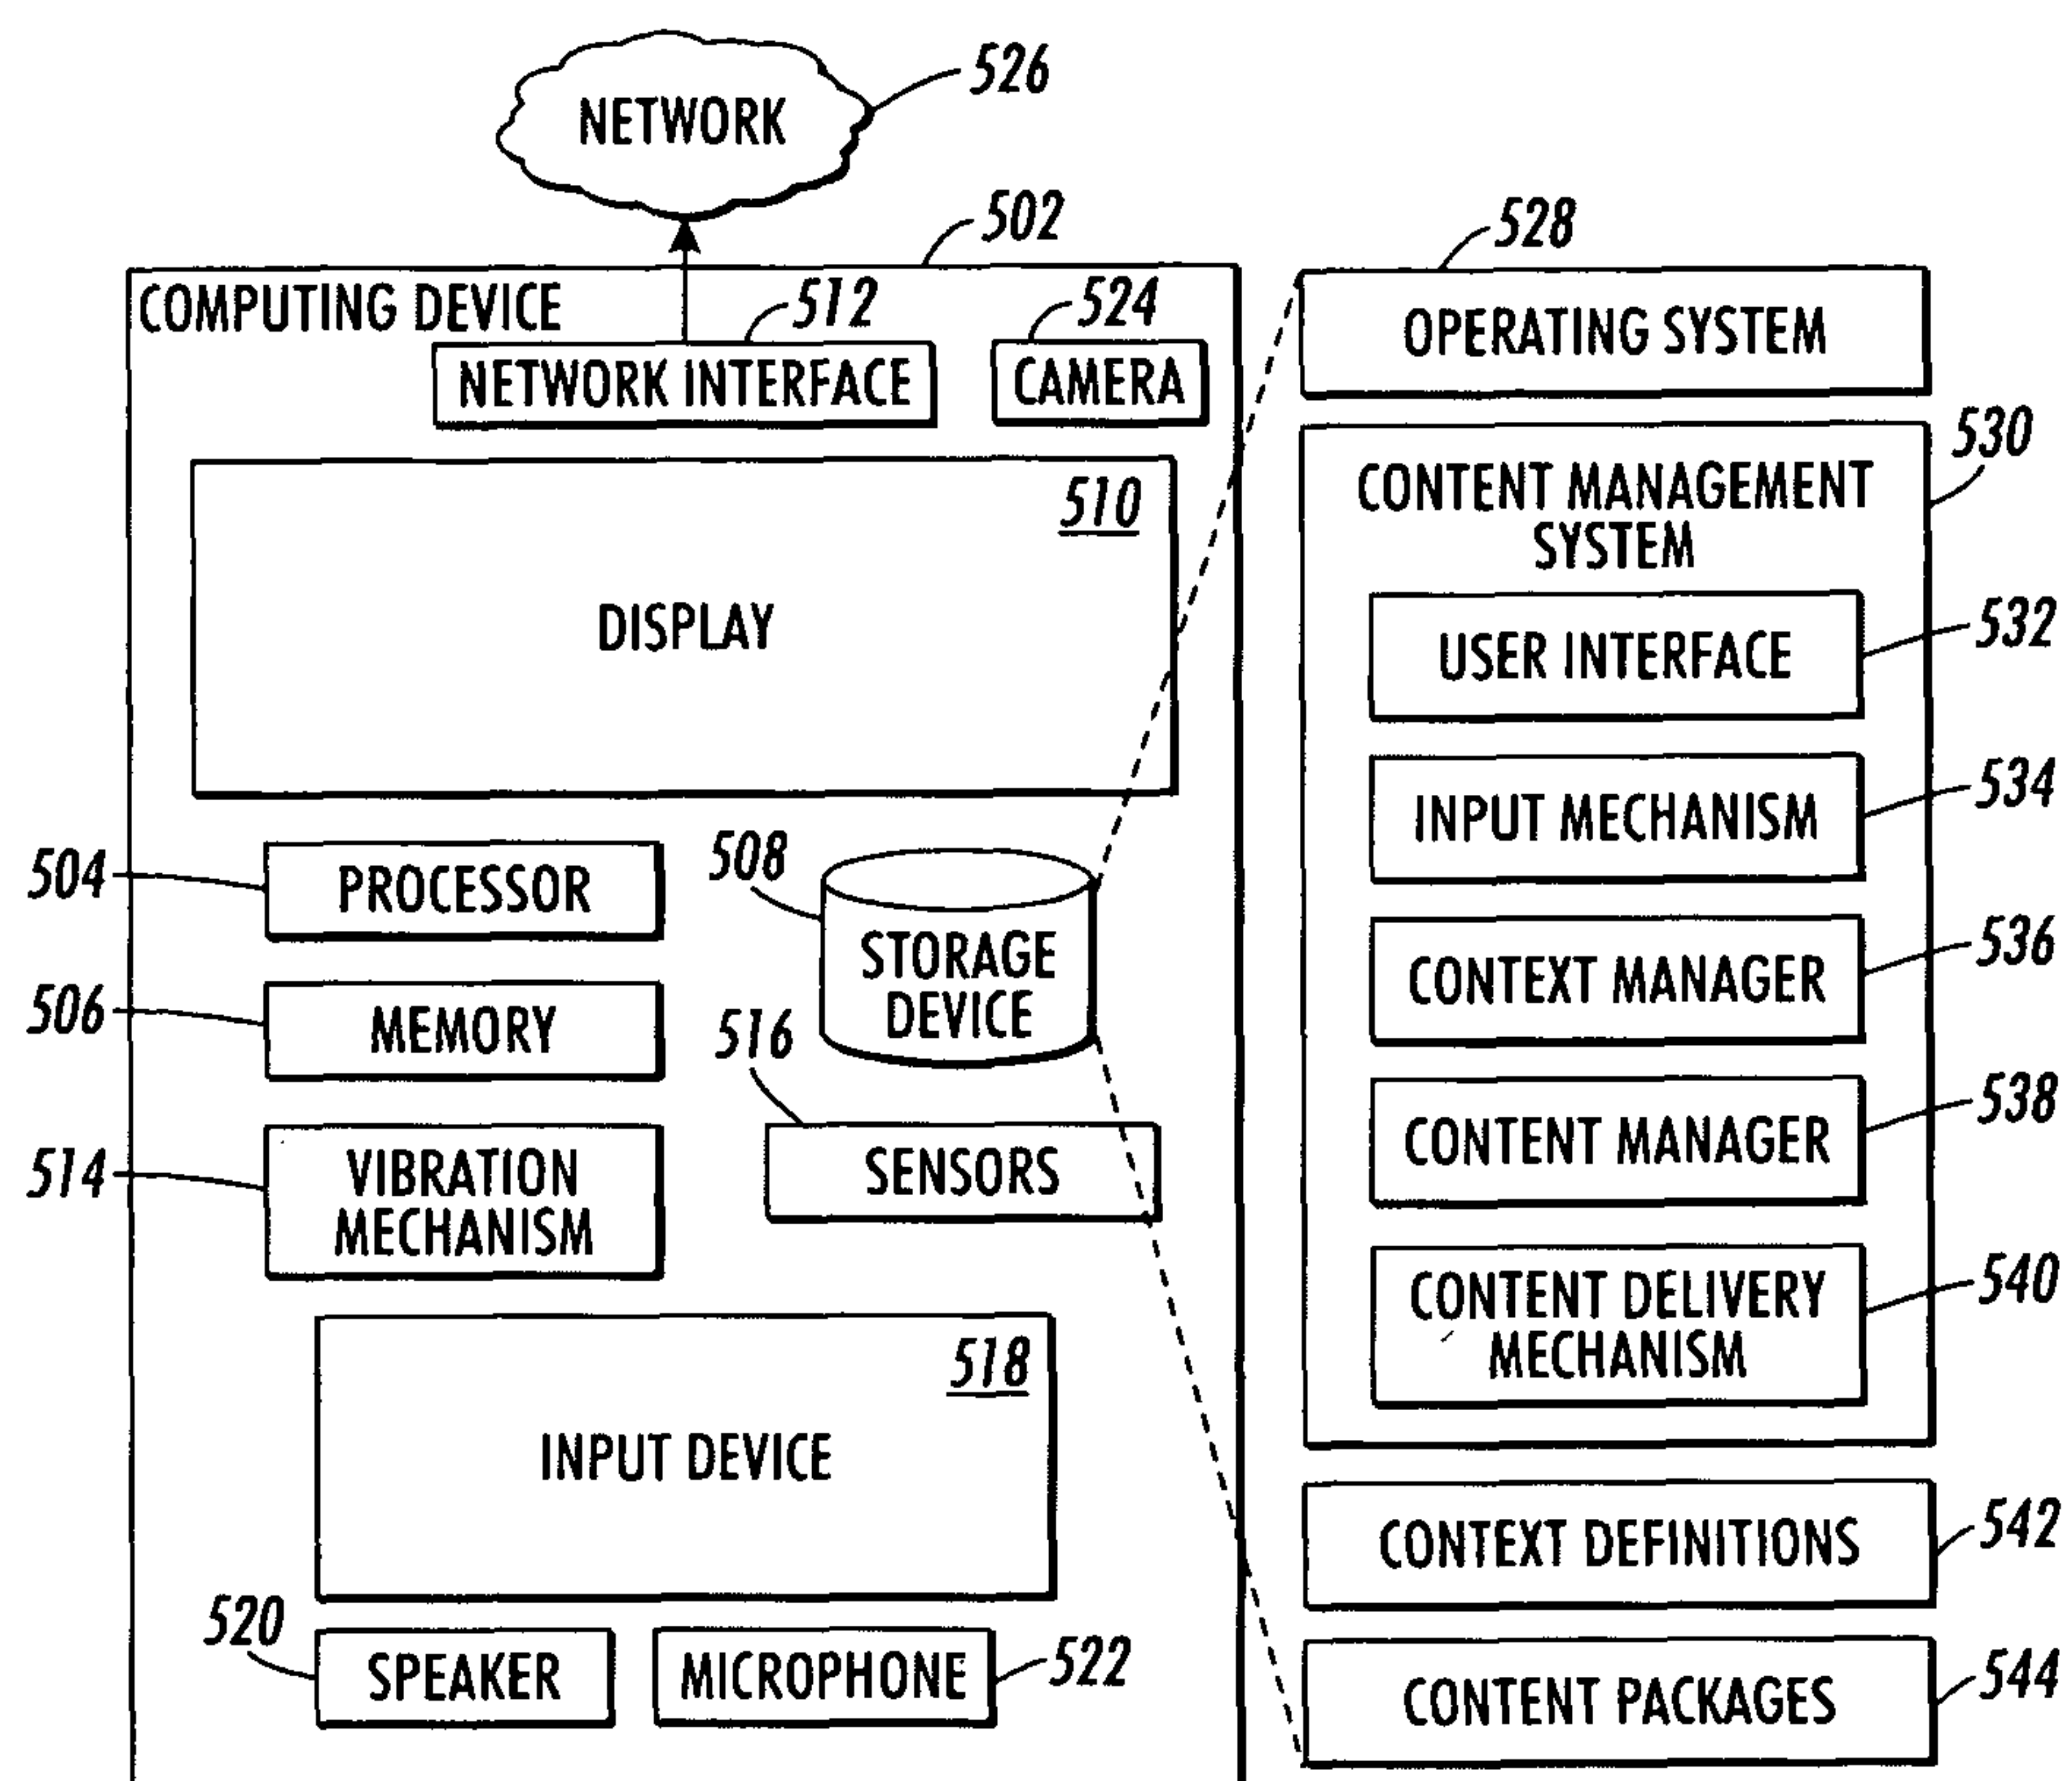 NETWORK
526
502
COMPUTING DEVICE
512
524
NETWORK INTERFACE
CAMERA
510
DISPLAY
504
PROCESSOR
508
STORAGE
DEVICE
506
MEMORY
516
514
VIBRATION
MECHANISM
SENSORS
518
INPUT DEVICE
520
SPEAKER
MICROPHONE
522
528
OPERATING SYSTEM
530
CONTENT MANAGEMENT
SYSTEM
USER INTERFACE
532
INPUT MECHANISM
534
CONTEXT MANAGER
536
CONTENT MANAGER
538
CONTENT DELIVERY
MECHANISM
540
CONTEXT DEFINITIONS
542
CONTENT PACKAGES
544